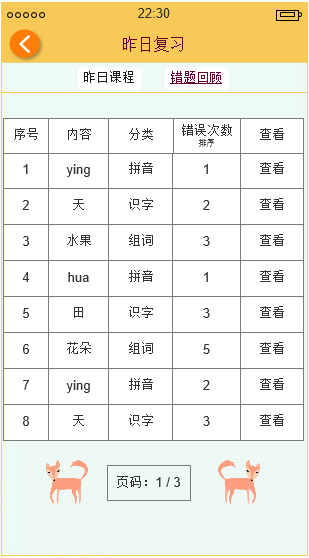 22:30
昨日复习
昨日课程 错题回顾
序号 内容 分类 错误次数 排序 查看
1 ying 拼音 1 查看
2 天 识字 2 查看
3 水果 组词 3 查看
4 hua 拼音 1 查看
5 田 识字 3 查看
6 花朵 组词 5 查看
7 ying 拼音 2 查看
8 天 识字 3 查看
页码：1 / 3